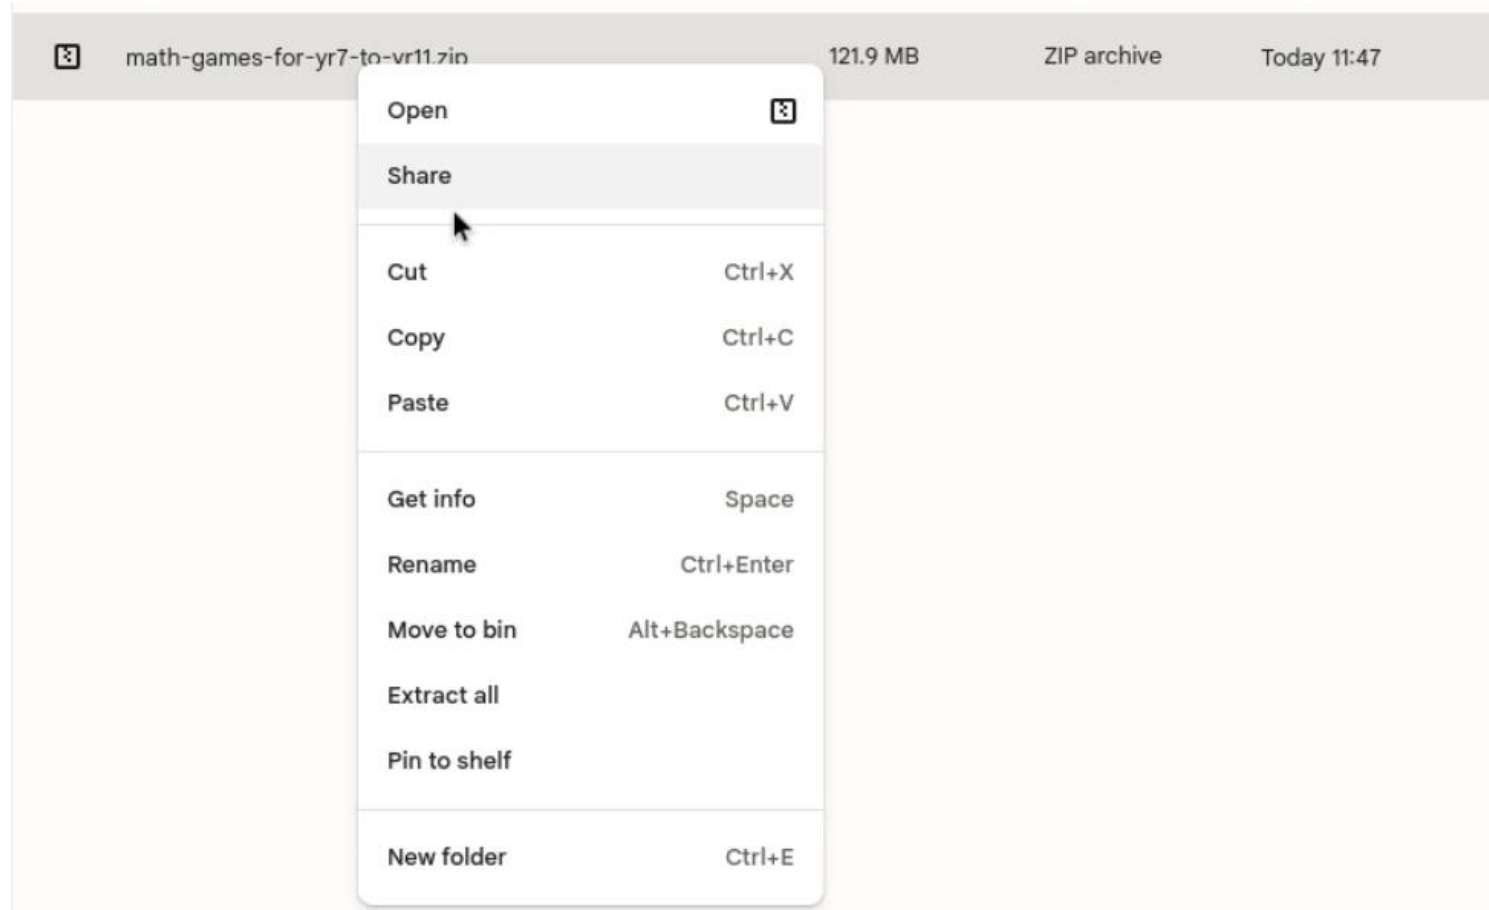 math-games-for-yr7-to-yr11.zip 121.9 MB ZIP archive Today 11:47
Open
Share
Cut Ctrl+X
Copy Ctrl+C
Paste Ctrl+V
Get info Space
Rename Ctrl+Enter
Move to bin Alt+Backspace
Extract all
Pin to shelf
New folder Ctrl+E